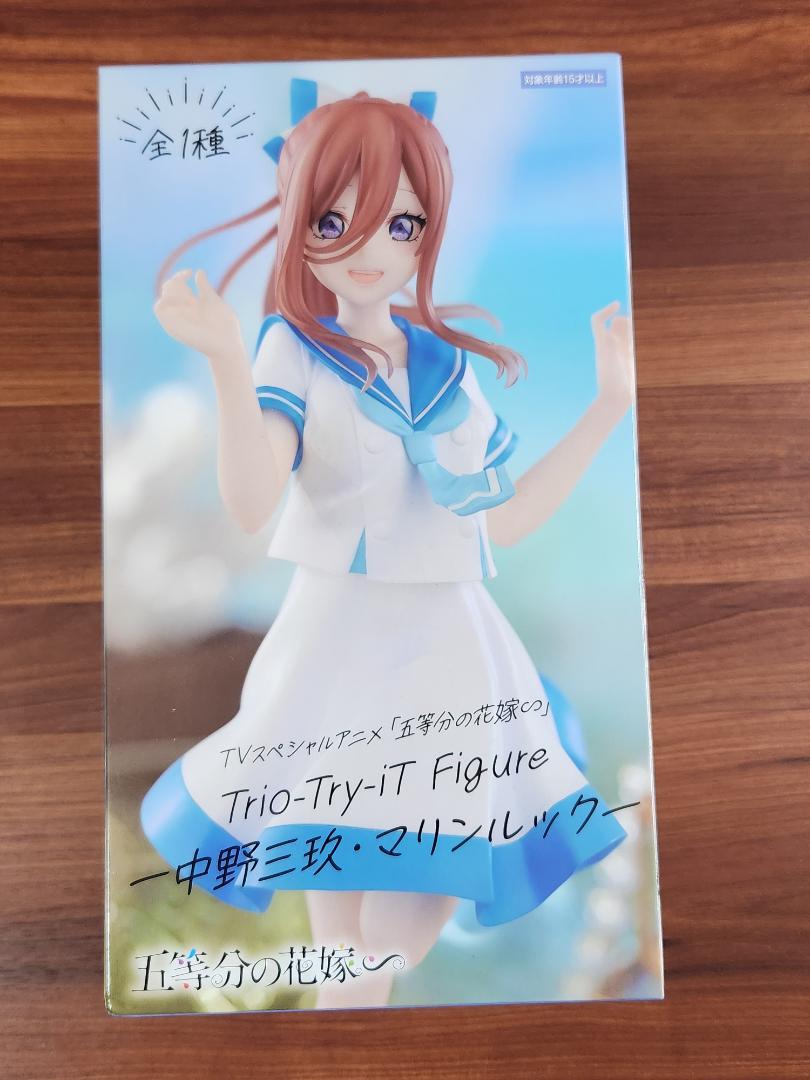 対象年齢15才以上
全1種
TVスペシャルアニメ「五等分の花嫁∽」
Trio-Try-iT Figure
ー中野三玖・マリンルックー
五等分の花嫁∽